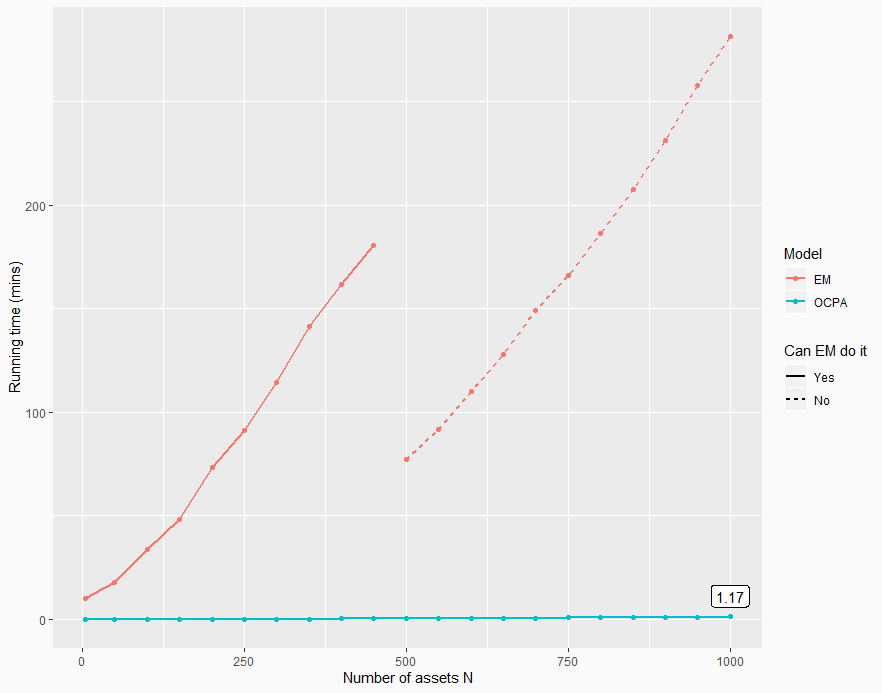 Running time (mins)
200
100
0
0
250
500
750
1000
Number of assets N
1.17
Model
EM
OCPA
Can EM do it
Yes
No